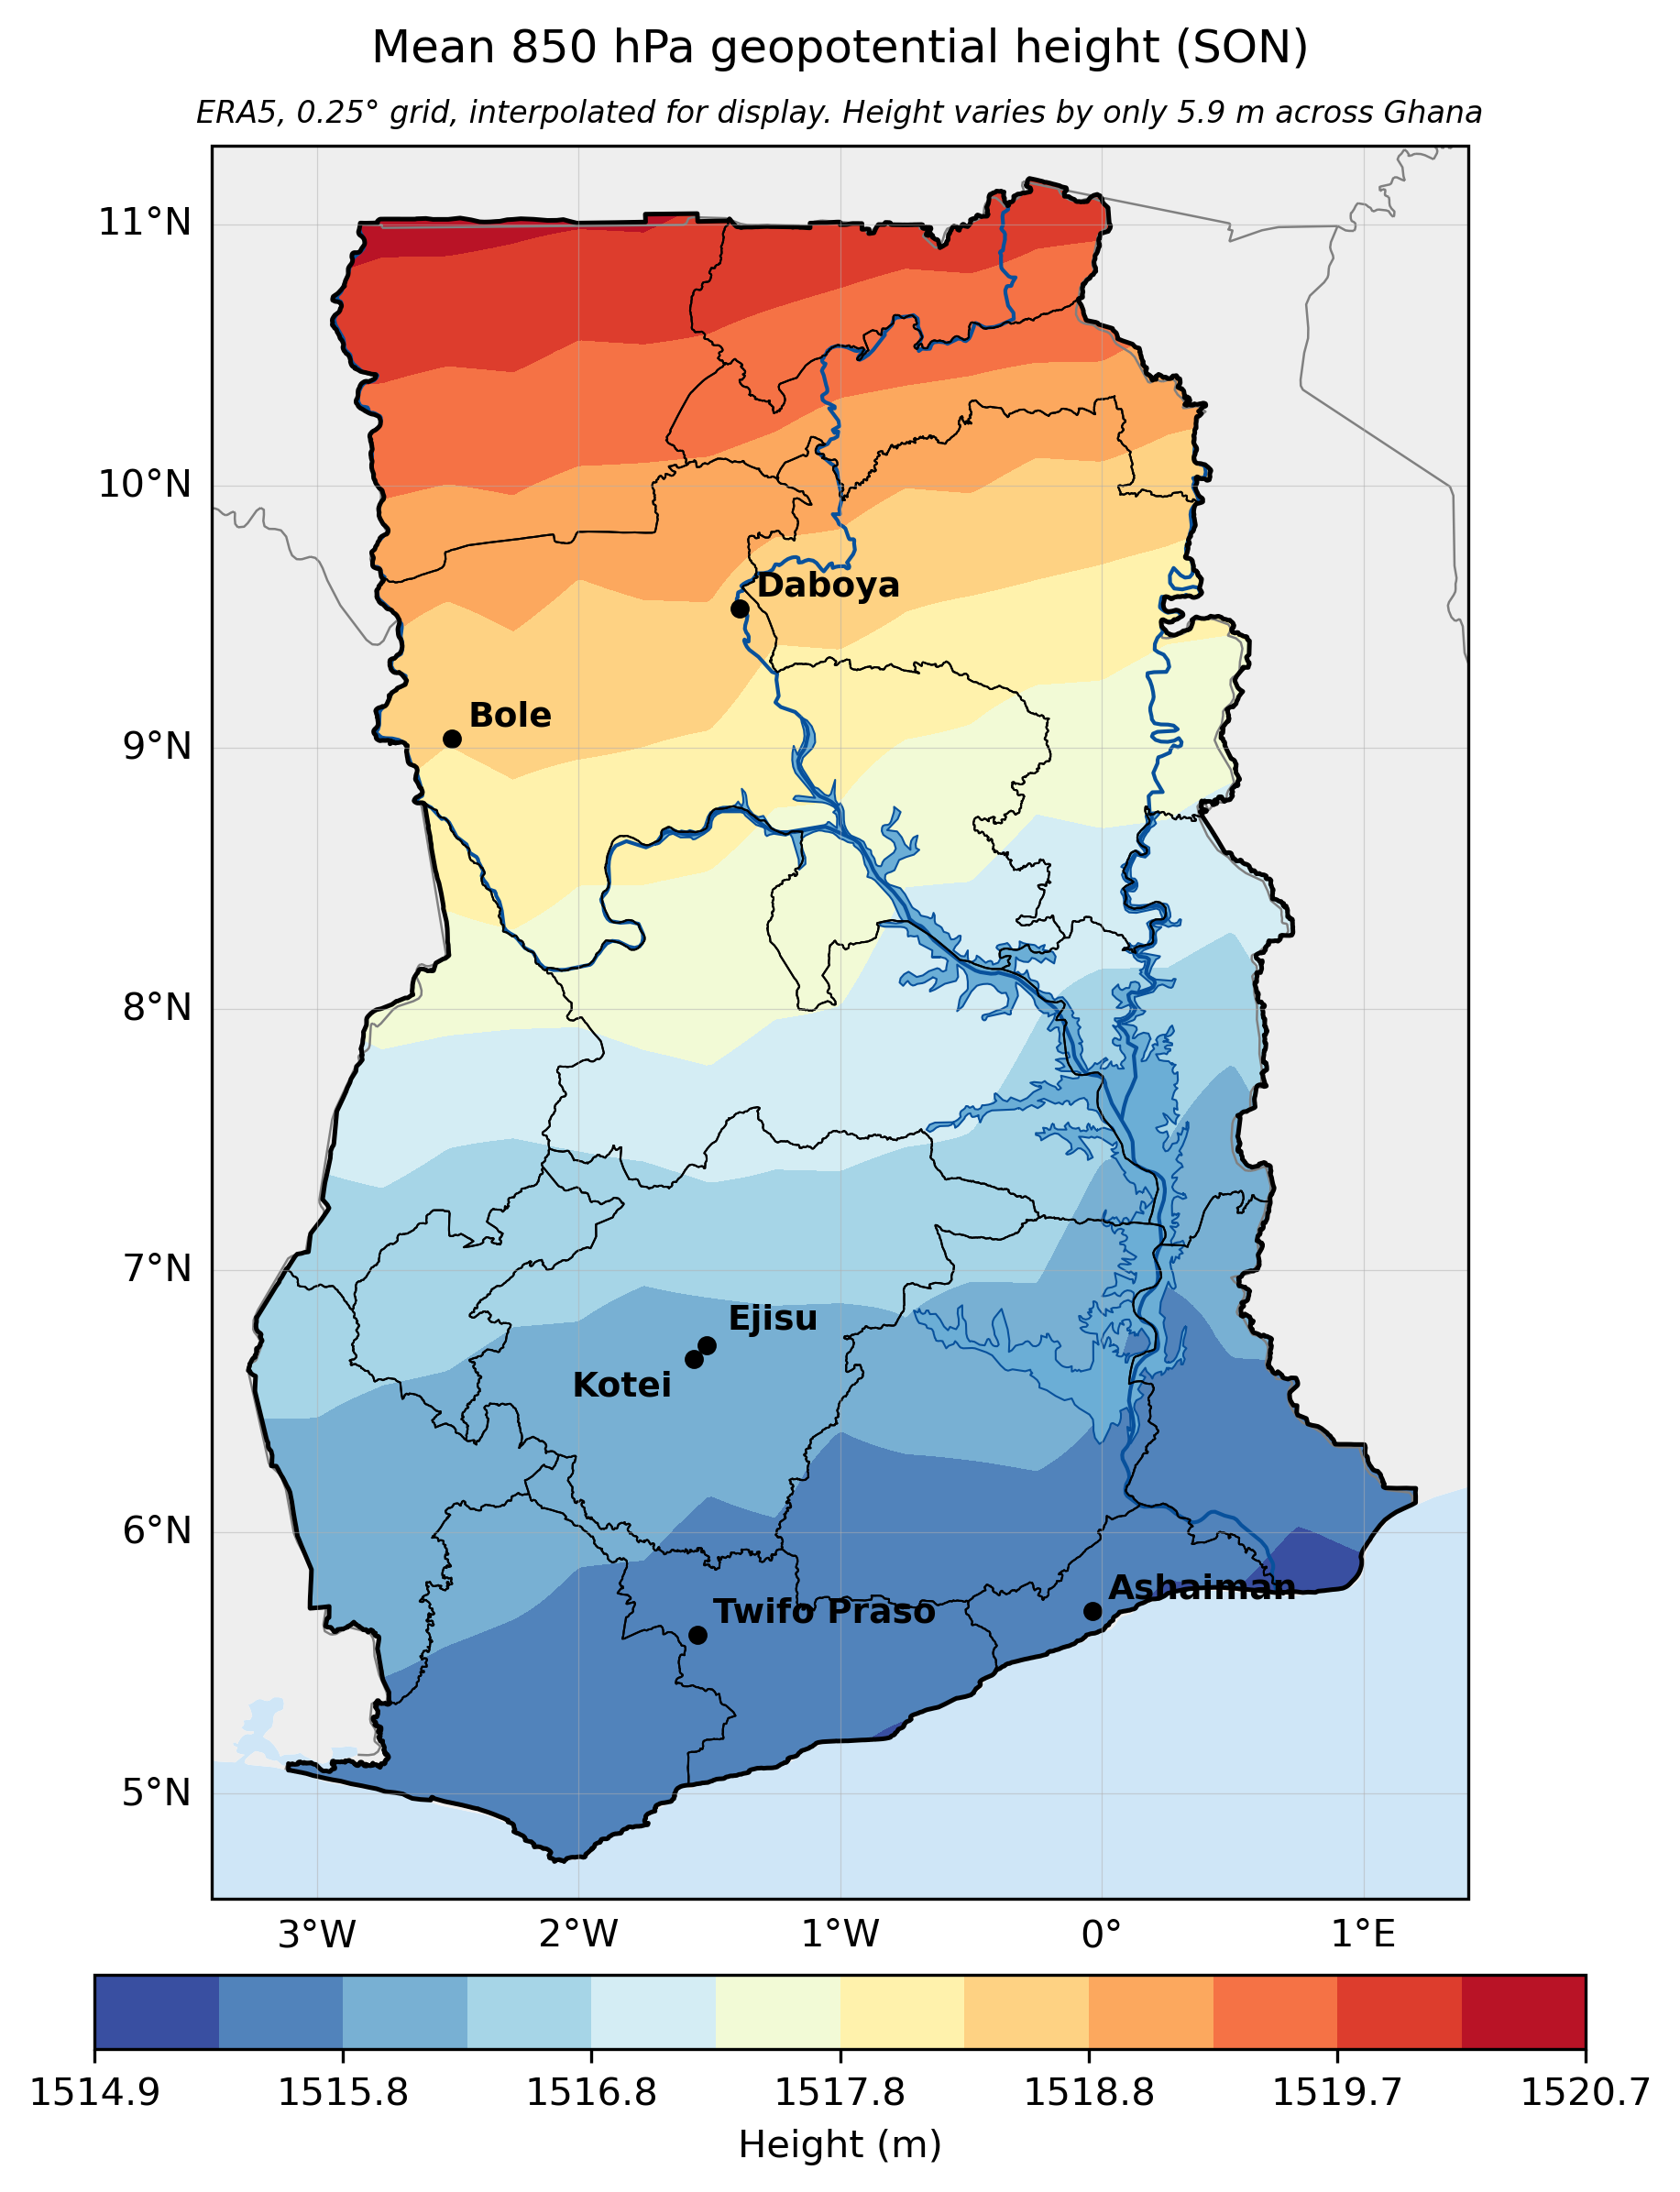 Mean 850 hPa geopotential height (SON)
ERA5, 0.25° grid, interpolated for display. Height varies by only 5.9 m across Ghana
11°N
10°N
Daboya
Bole
9°N
8°N
7°N
Ejisu
Kotei
6°N
Ashaiman
Twifo Praso
5°N
3°W 2°W 1°W 0° 1°E
1514.9 1515.8 1516.8 1517.8 1518.8 1519.7 1520.7
Height (m)